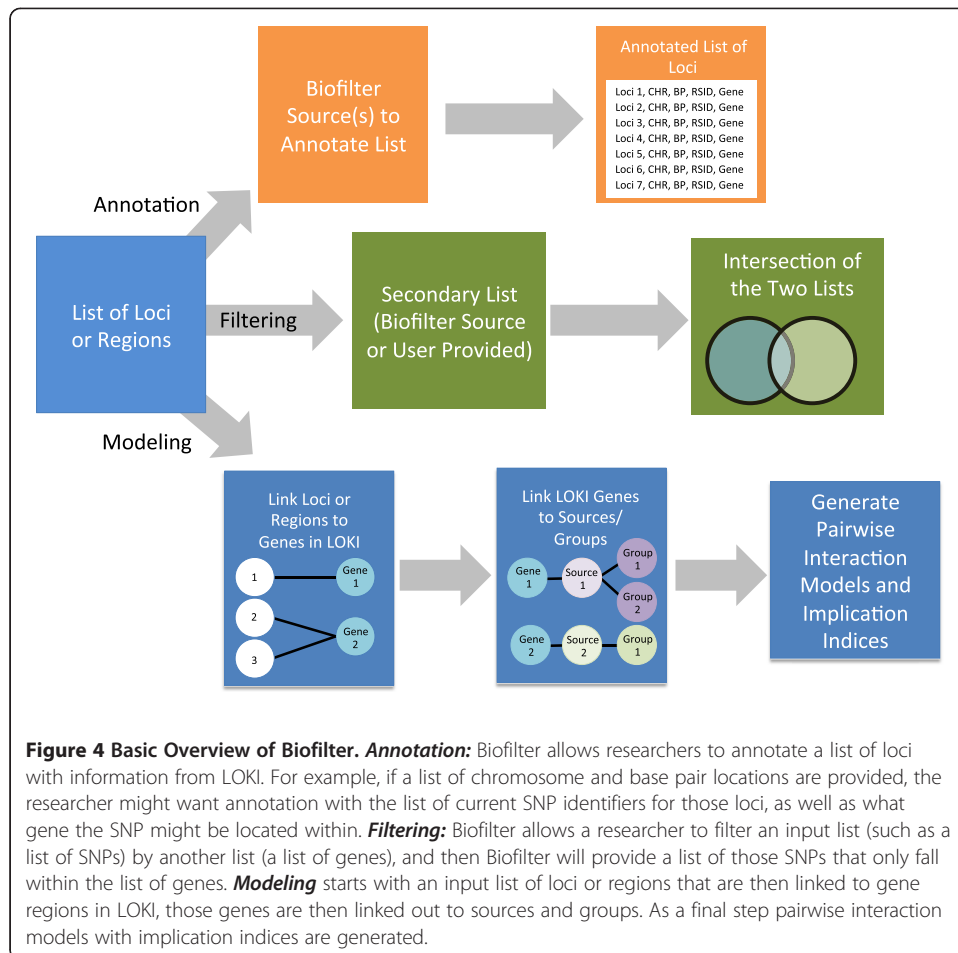 Biofilter
Source(s) to
Annotate List
Annotated List of
Loci
Loci 1, CHR, BP, RSID, Gene
Loci 2, CHR, BP, RSID, Gene
Loci 3, CHR, BP, RSID, Gene
Loci 4, CHR, BP, RSID, Gene
Loci 5, CHR, BP, RSID, Gene
Loci 6, CHR, BP, RSID, Gene
Loci 7, CHR, BP, RSID, Gene
Annotation
List of Loci
or Regions
Filtering
Secondary List
(Biofilter Source
or User Provided)
Intersection of
the Two Lists
Modeling
Link Loci or
Regions to
Genes in LOKI
1
2
3
Gene
1
Gene
2
Link LOKI Genes
to Sources/
Groups
Gene
1
Source
1
Group
1
Group
2
Gene
2
Source
2
Group
1
Generate
Pairwise
Interaction
Models and
Implication
Indices
Figure 4 Basic Overview of Biofilter. Annotation: Biofilter allows researchers to annotate a list of loci
with information from LOKI. For example, if a list of chromosome and base pair locations are provided, the
researcher might want annotation with the list of current SNP identifiers for those loci, as well as what
gene the SNP might be located within. Filtering: Biofilter allows a researcher to filter an input list (such as a
list of SNPs) by another list (a list of genes), and then Biofilter will provide a list of those SNPs that only fall
within the list of genes. Modeling starts with an input list of loci or regions that are then linked to gene
regions in LOKI, those genes are then linked out to sources and groups. As a final step pairwise interaction
models with implication indices are generated.